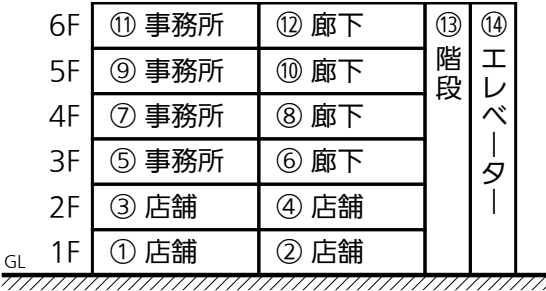 6F ⑪ 事務所 ⑫ 廊下
5F ⑨ 事務所 ⑩ 廊下
4F ⑦ 事務所 ⑧ 廊下
3F ⑤ 事務所 ⑥ 廊下
2F ③ 店舗 ④ 店舗
1F ① 店舗 ② 店舗
⑬ 階段
⑭ エレベーター
GL